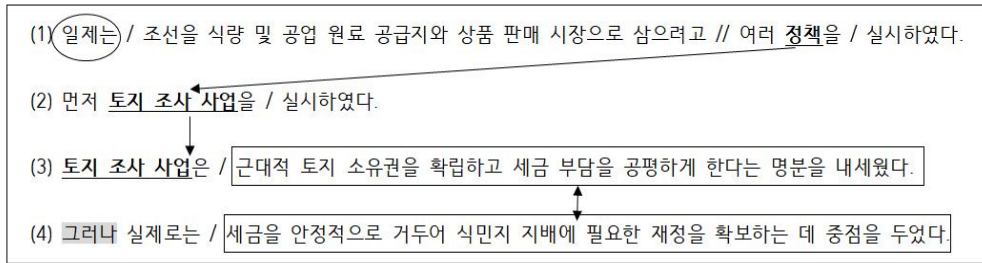 (1) 일제는 / 조선을 식량 및 공업 원료 공급지와 상품 판매 시장으로 삼으려고 // 여러 정책을 / 실시하였다.
(2) 먼저 토지 조사 사업을 / 실시하였다.
(3) 토지 조사 사업은 / 근대적 토지 소유권을 확립하고 세금 부담을 공평하게 한다는 명분을 내세웠다.
(4) 그러나 실제로는 / 세금을 안정적으로 거두어 식민지 지배에 필요한 재정을 확보하는 데 중점을 두었다.